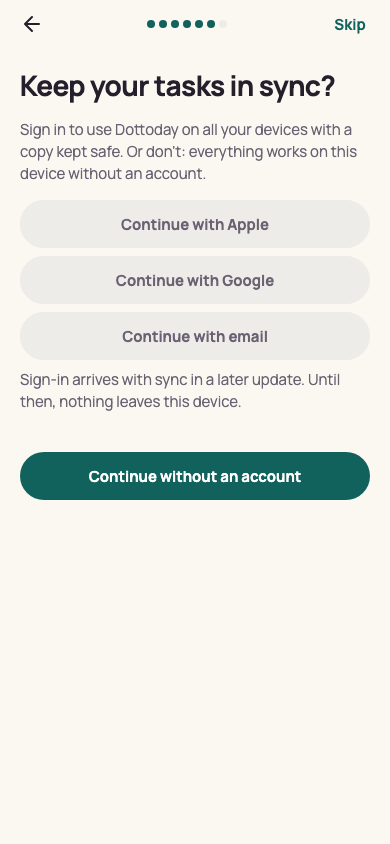 Skip
Keep your tasks in sync?
Sign in to use Dottoday on all your devices with a
copy kept safe. Or don't: everything works on this
device without an account.
Continue with Apple
Continue with Google
Continue with email
Sign-in arrives with sync in a later update. Until
then, nothing leaves this device.
Continue without an account